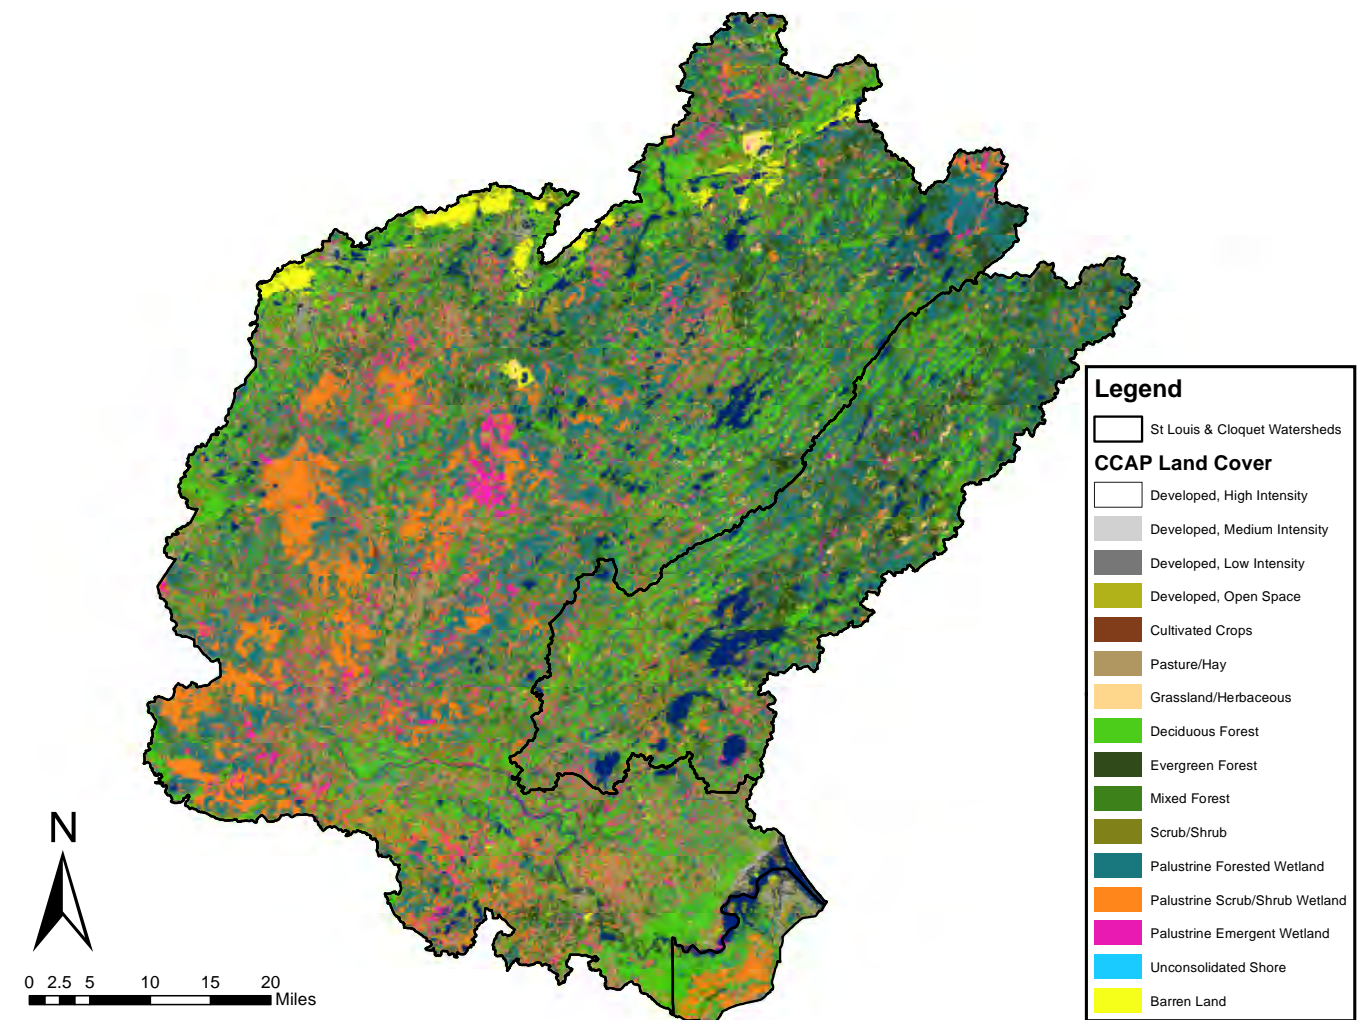 Legend
St Louis & Cloquet Watersheds
CCAP Land Cover
Developed, High Intensity
Developed, Medium Intensity
Developed, Low Intensity
Developed, Open Space
Cultivated Crops
Pasture/Hay
Grassland/Herbaceous
Deciduous Forest
Evergreen Forest
Mixed Forest
Scrub/Shrub
Palustrine Forested Wetland
Palustrine Scrub/Shrub Wetland
Palustrine Emergent Wetland
Unconsolidated Shore
Barren Land
N
0 2.5 5 10 15 20
Miles